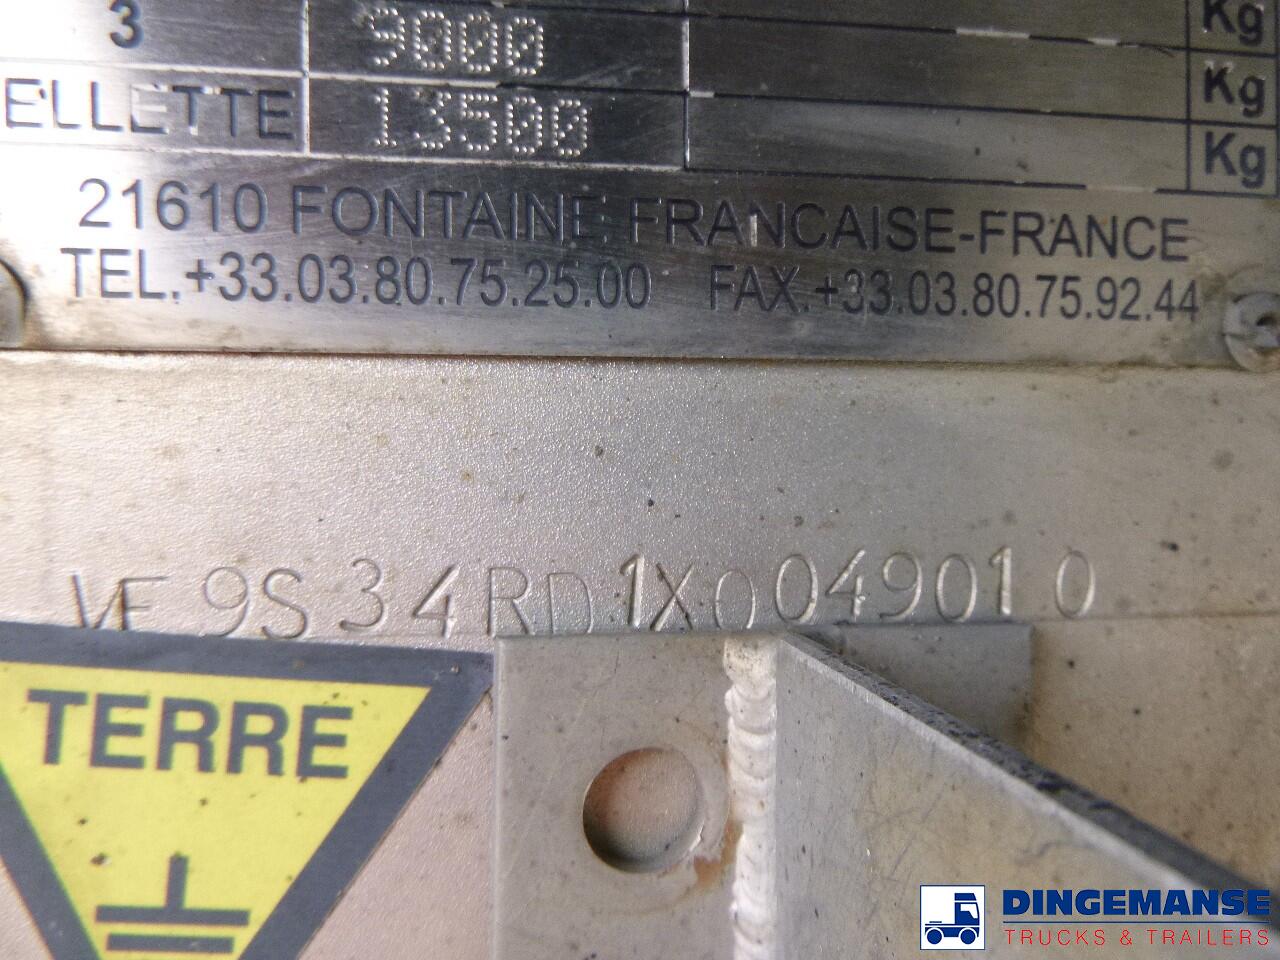 3 9000 Kg
Kg
ELLETTE 13500 Kg
21610 FONTAINE FRANCAISE-FRANCE
TEL.+33.03.80.75.25.00 FAX.+33.03.80.75.92.44
VF9S34RD1X0049010
TERRE
DINGEMANSE
TRUCKS & TRAILERS